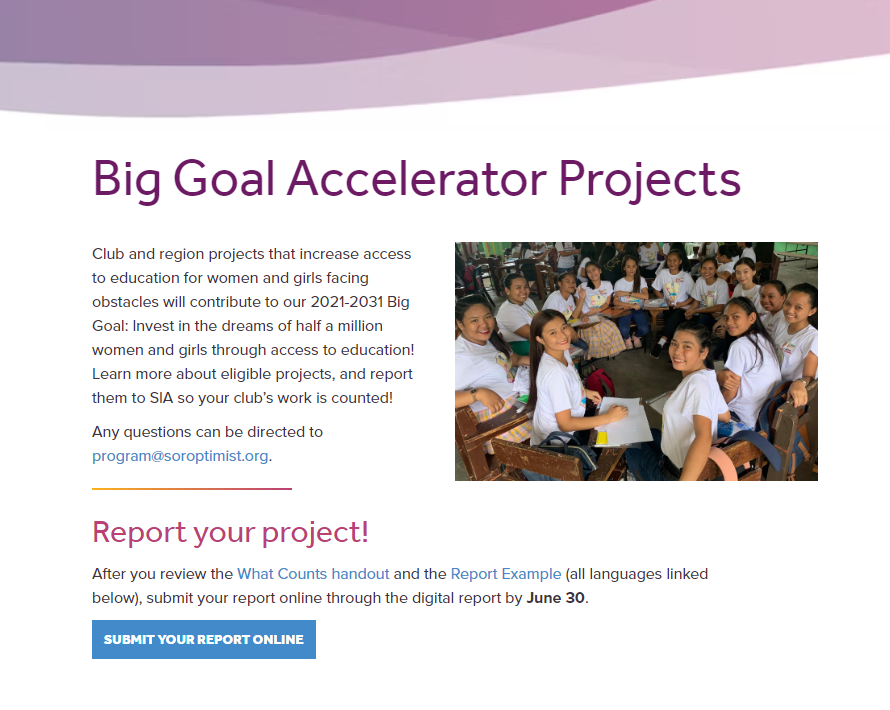 Big Goal Accelerator Projects
Club and region projects that increase access
to education for women and girls facing
obstacles will contribute to our 2021-2031 Big
Goal: Invest in the dreams of half a million
women and girls through access to education!
Learn more about eligible projects, and report
them to SIA so your club’s work is counted!
Any questions can be directed to
program@soroptimist.org.
Report your project!
After you review the What Counts handout and the Report Example (all languages linked
below), submit your report online through the digital report by June 30.
SUBMIT YOUR REPORT ONLINE